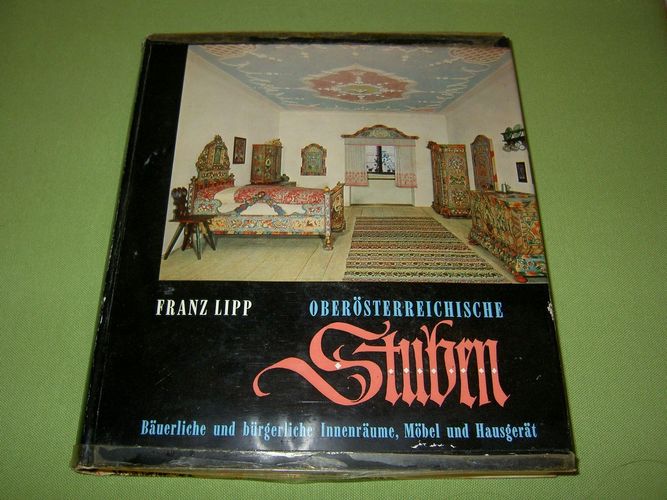 FRANZ LIPP
OBERÖSTERREICHISCHE
Stuben
Bäuerliche und bürgerliche Innenräume, Möbel und Hausgerät